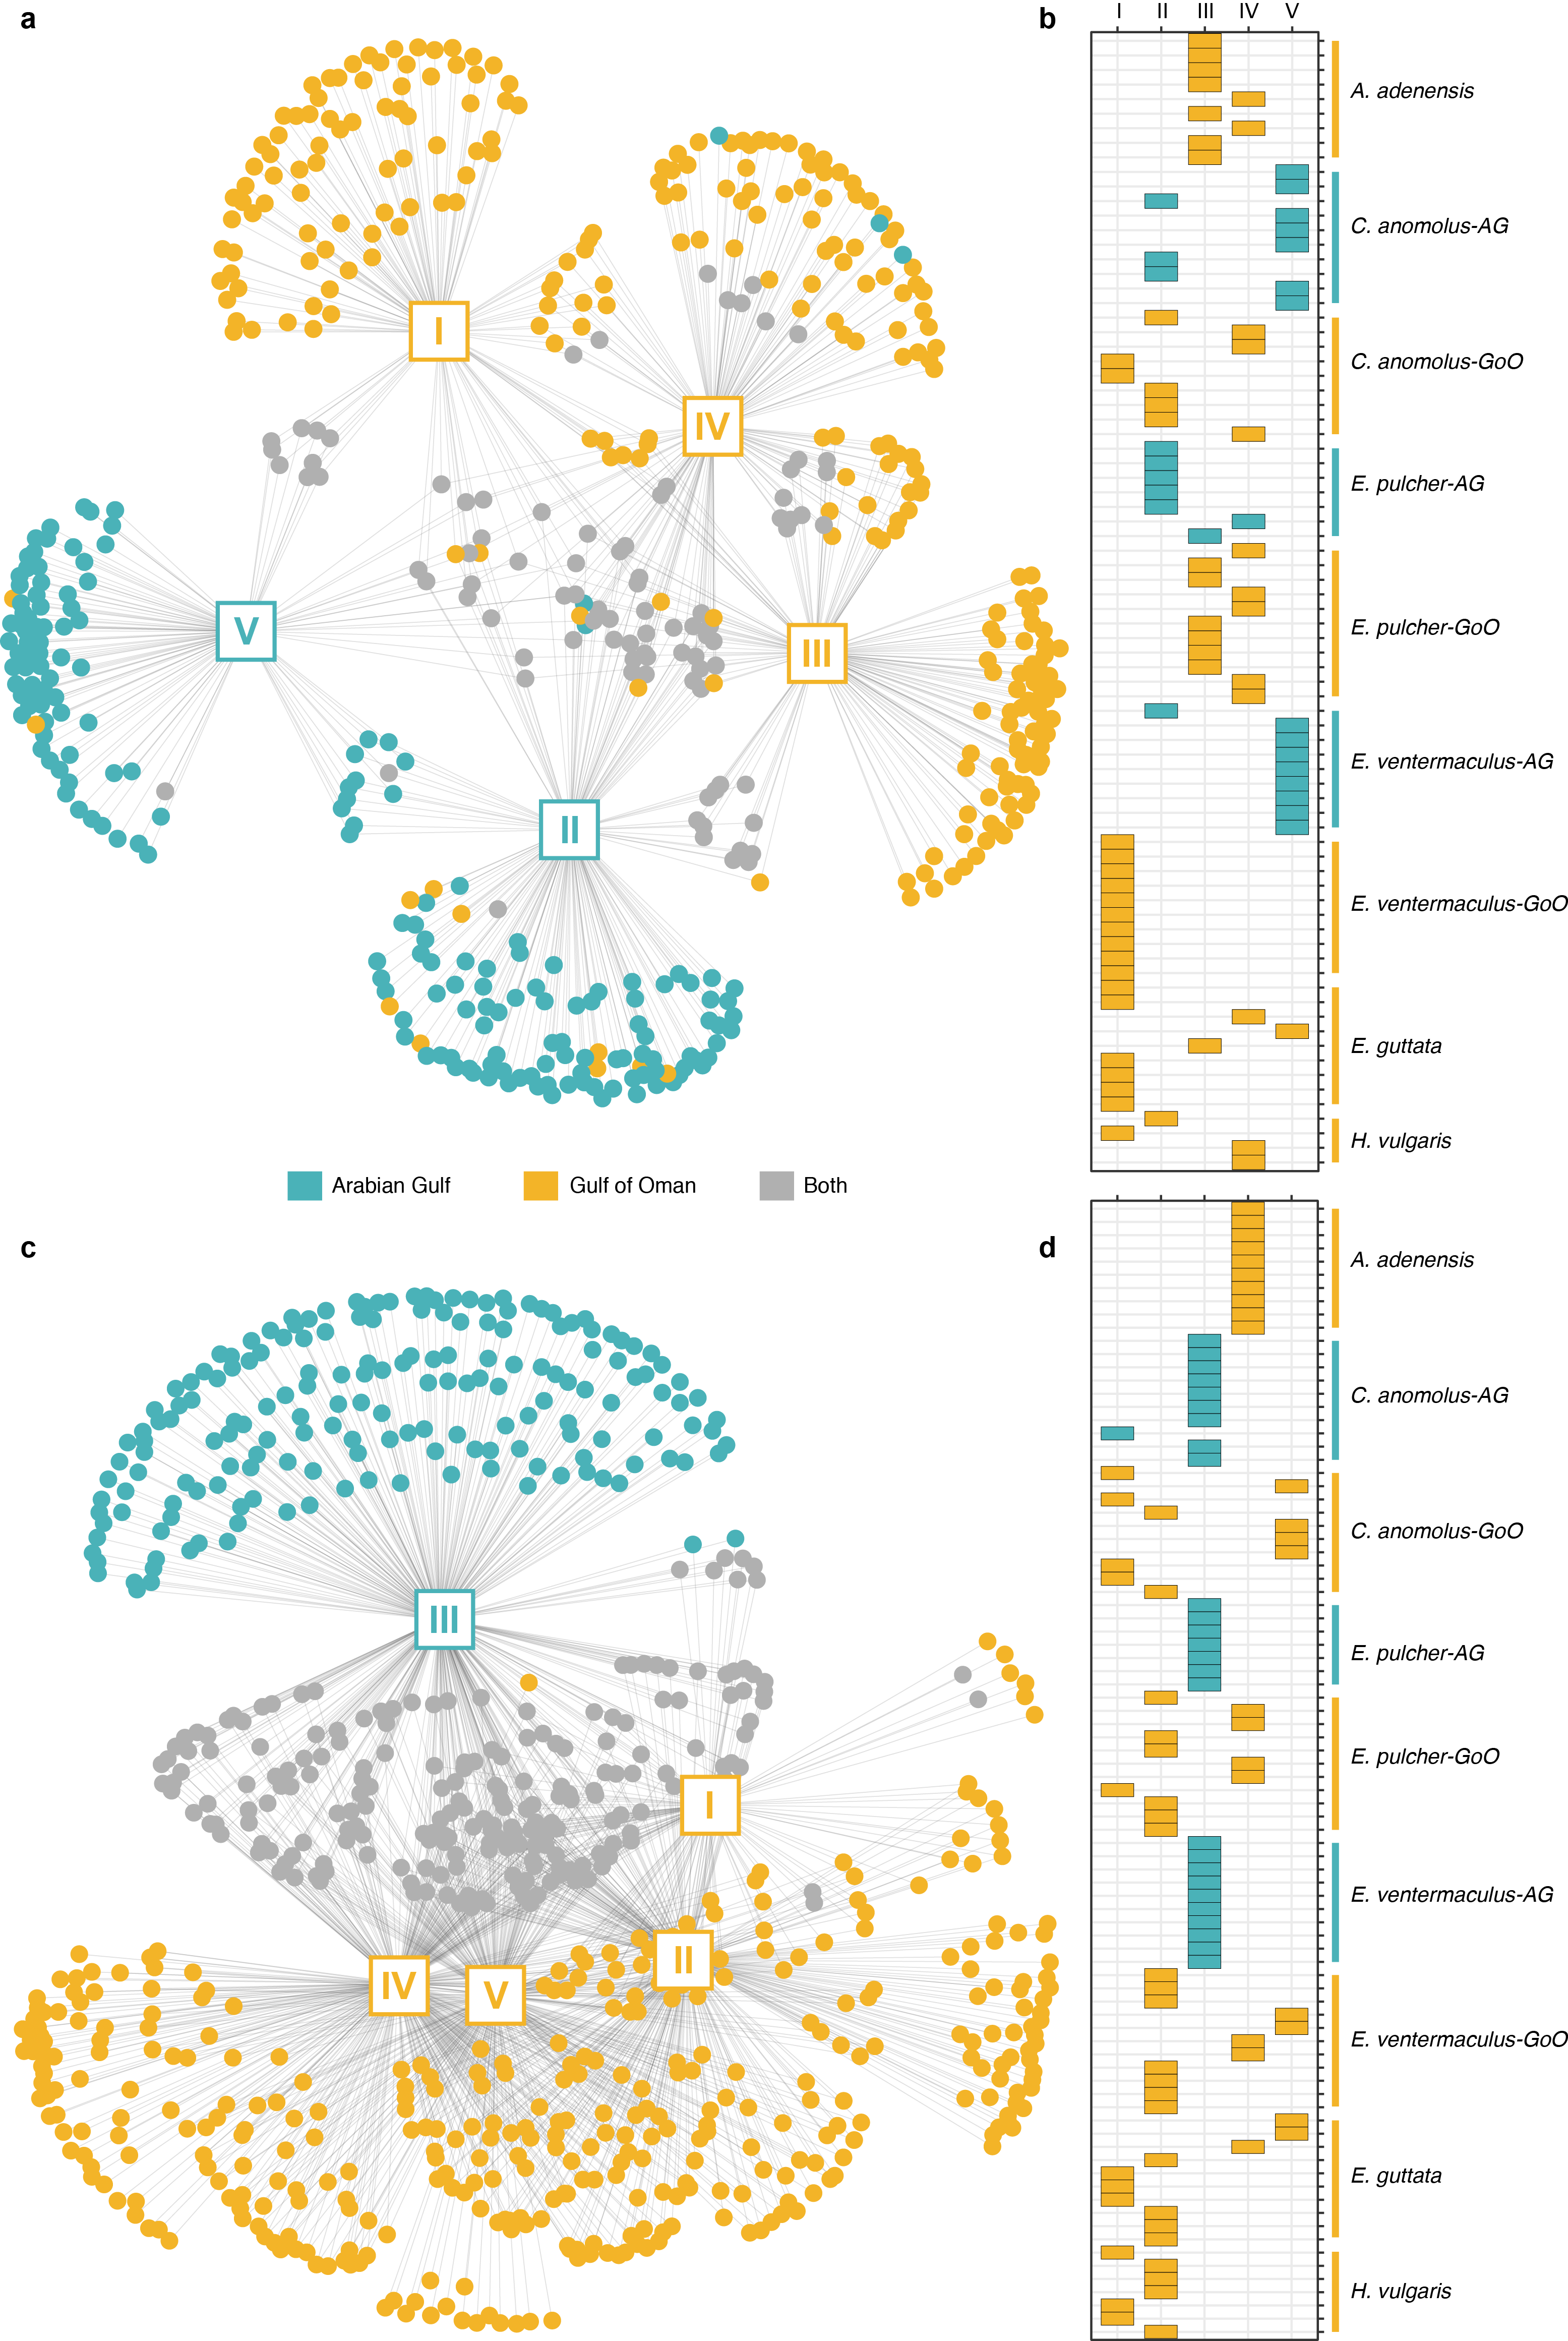 a
I
IV
V
III
II
Arabian Gulf
Gulf of Oman
Both
b
I II III IV V
A. adenensis
C. anomolus-AG
C. anomolus-GoO
E. pulcher-AG
E. pulcher-GoO
E. ventermaculus-AG
E. ventermaculus-GoO
E. guttata
H. vulgaris
c
III
I
II
IV
V
d
A. adenensis
C. anomolus-AG
C. anomolus-GoO
E. pulcher-AG
E. pulcher-GoO
E. ventermaculus-AG
E. ventermaculus-GoO
E. guttata
H. vulgaris